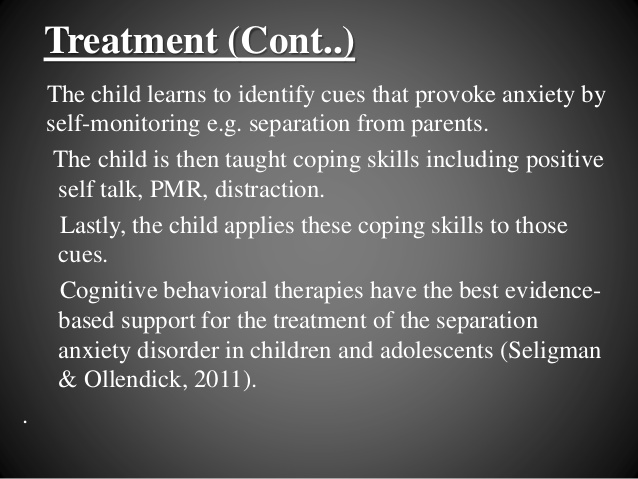 Treatment (Cont..)
The child learns to identify cues that provoke anxiety by
self-monitoring e.g. separation from parents.
The child is then taught coping skills including positive
self talk, PMR, distraction.
Lastly, the child applies these coping skills to those
cues.
Cognitive behavioral therapies have the best evidence-
based support for the treatment of the separation
anxiety disorder in children and adolescents (Seligman
& Ollendick, 2011).
.